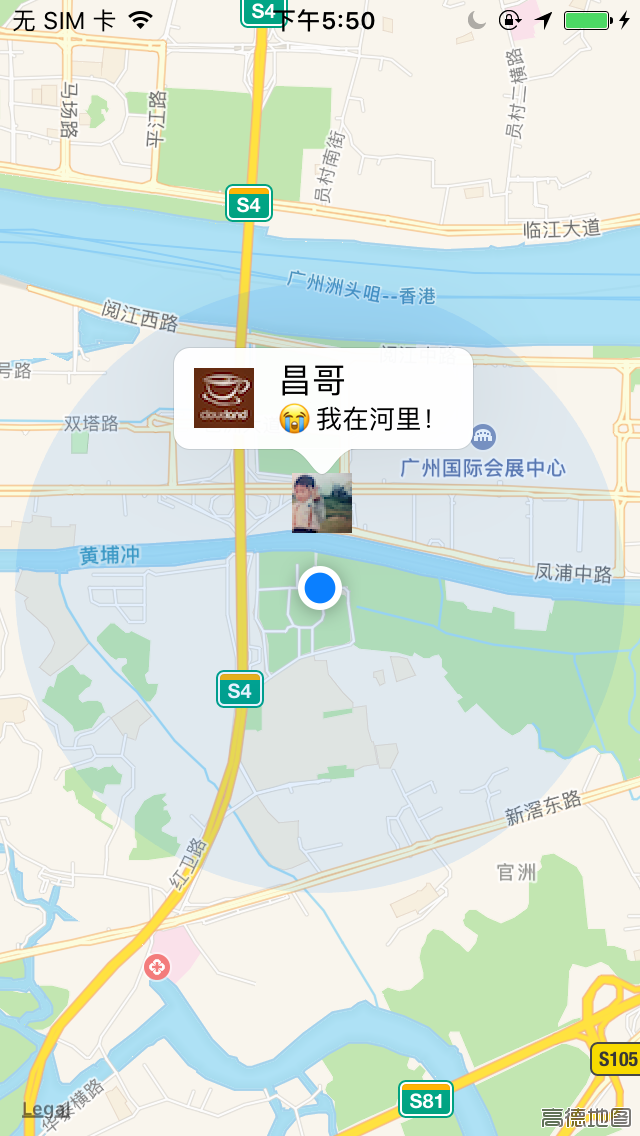 无 SIM 卡
下午5:50
S4
马场路
阅江平
员村南街
员村二横路
S4
临江大道
广州洲头咀--香港
阅江西路
阅江中路
号路
昌哥
cloudand
😭 我在河里！
双塔路
广州国际会展中心
黄埔冲
凤浦中路
S4
新滘东路
红卫路
官洲
S105
S81
华泰横路
Legal
高德地图